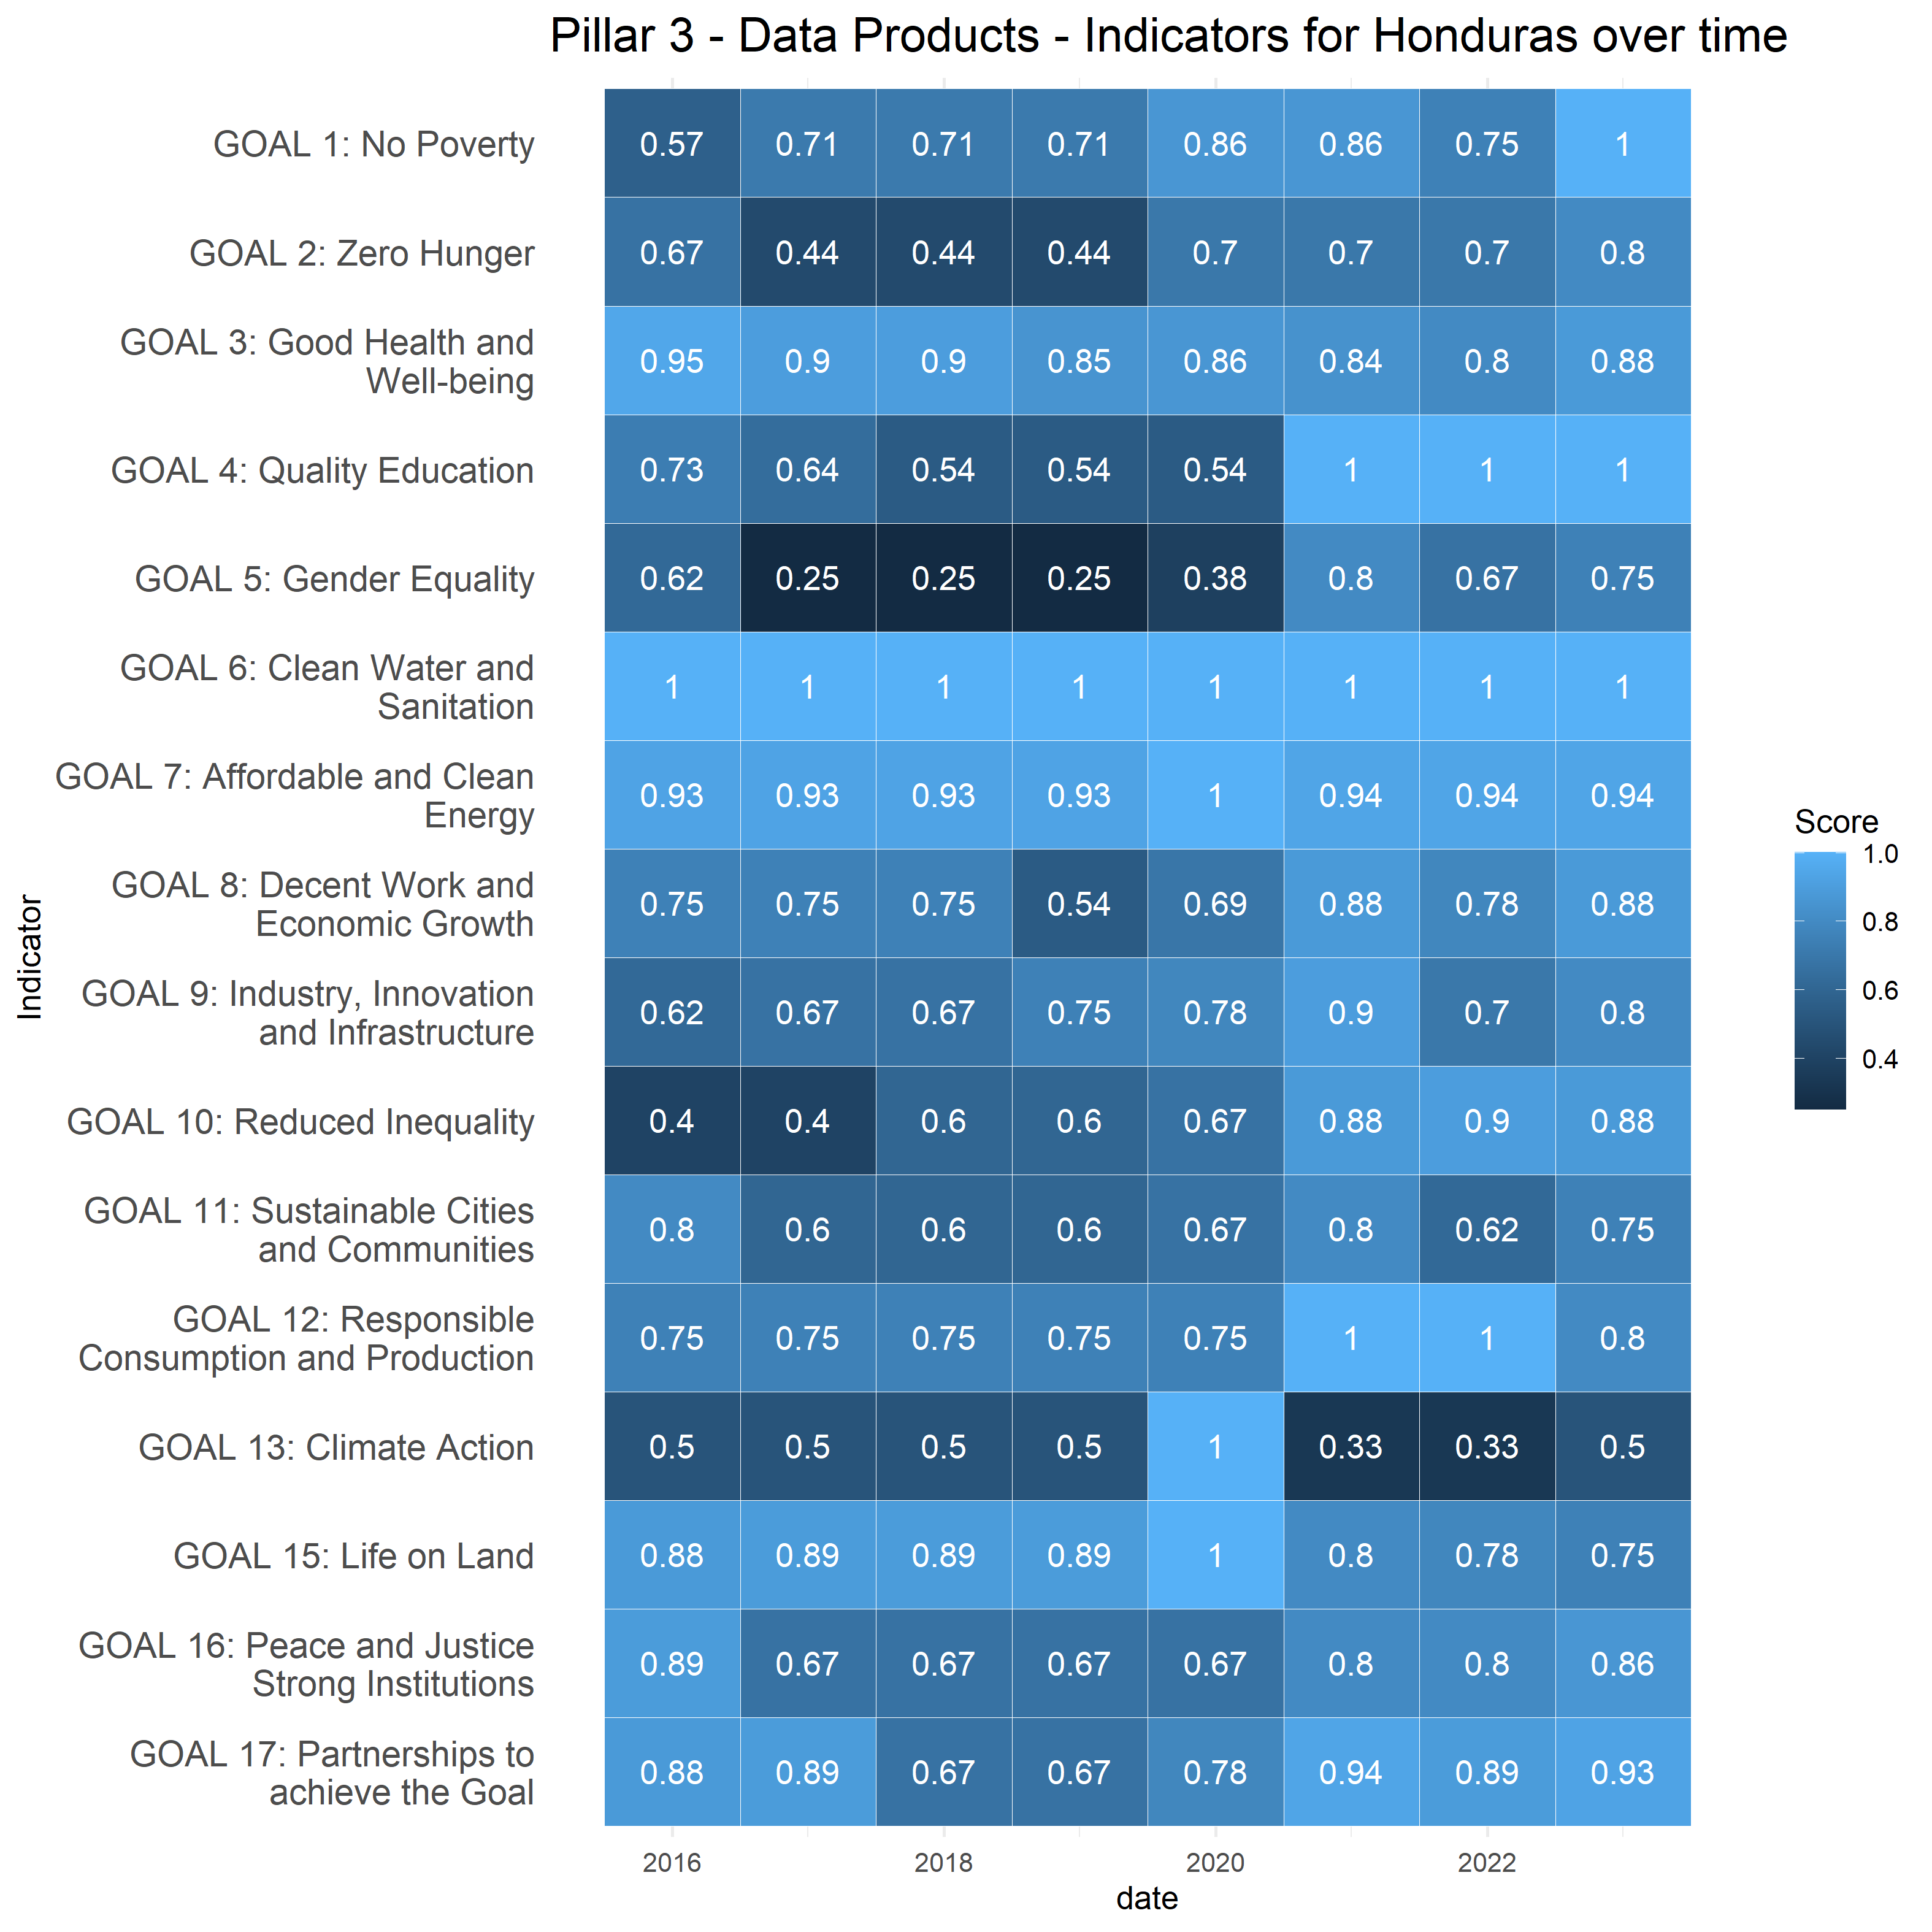 Pillar 3 - Data Products - Indicators for Honduras over time
GOAL 1: No Poverty
0.57 0.71 0.71 0.71 0.86 0.86 0.75 1
GOAL 2: Zero Hunger
0.67 0.44 0.44 0.44 0.7 0.7 0.7 0.8
GOAL 3: Good Health and
Well-being
0.95 0.9 0.9 0.85 0.86 0.84 0.8 0.88
GOAL 4: Quality Education
0.73 0.64 0.54 0.54 0.54 1 1 1
GOAL 5: Gender Equality
0.62 0.25 0.25 0.25 0.38 0.8 0.67 0.75
GOAL 6: Clean Water and
Sanitation
1 1 1 1 1 1 1 1
GOAL 7: Affordable and Clean
Energy
0.93 0.93 0.93 0.93 1 0.94 0.94 0.94
GOAL 8: Decent Work and
Economic Growth
0.75 0.75 0.75 0.54 0.69 0.88 0.78 0.88
GOAL 9: Industry, Innovation
and Infrastructure
0.62 0.67 0.67 0.75 0.78 0.9 0.7 0.8
GOAL 10: Reduced Inequality
0.4 0.4 0.6 0.6 0.67 0.88 0.9 0.88
GOAL 11: Sustainable Cities
and Communities
0.8 0.6 0.6 0.6 0.67 0.8 0.62 0.75
GOAL 12: Responsible
Consumption and Production
0.75 0.75 0.75 0.75 0.75 1 1 0.8
GOAL 13: Climate Action
0.5 0.5 0.5 0.5 1 0.33 0.33 0.5
GOAL 15: Life on Land
0.88 0.89 0.89 0.89 1 0.8 0.78 0.75
GOAL 16: Peace and Justice
Strong Institutions
0.89 0.67 0.67 0.67 0.67 0.8 0.8 0.86
GOAL 17: Partnerships to
achieve the Goal
0.88 0.89 0.67 0.67 0.78 0.94 0.89 0.93
2016 2018 2020 2022
date
Indicator
Score
1.0
0.8
0.6
0.4